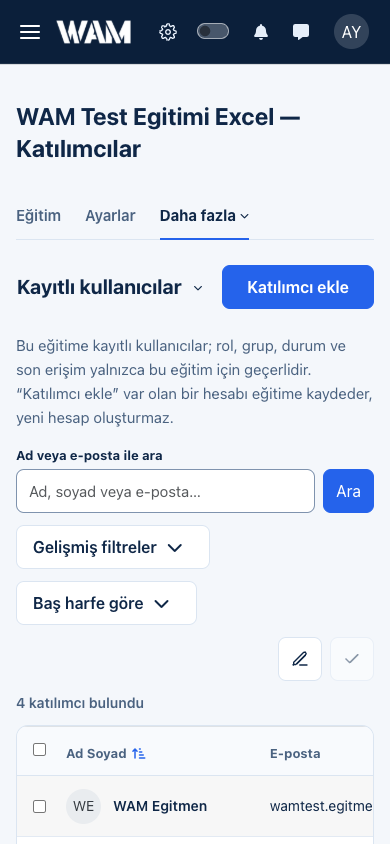 WAM
AY
WAM Test Egitimi Excel —
Katılımcılar
Eğitim Ayarlar Daha fazla
Kayıtlı kullanıcılar
Katılımcı ekle
Bu eğitime kayıtlı kullanıcılar; rol, grup, durum ve
son erişim yalnızca bu eğitim için geçerlidir.
“Katılımcı ekle” var olan bir hesabı eğitime kaydeder,
yeni hesap oluşturmaz.
Ad veya e-posta ile ara
Ad, soyad veya e-posta...
Ara
Gelişmiş filtreler
Baş harfe göre
4 katılımcı bulundu
Ad Soyad E-posta
WE WAM Egitmen wamtest.egitme